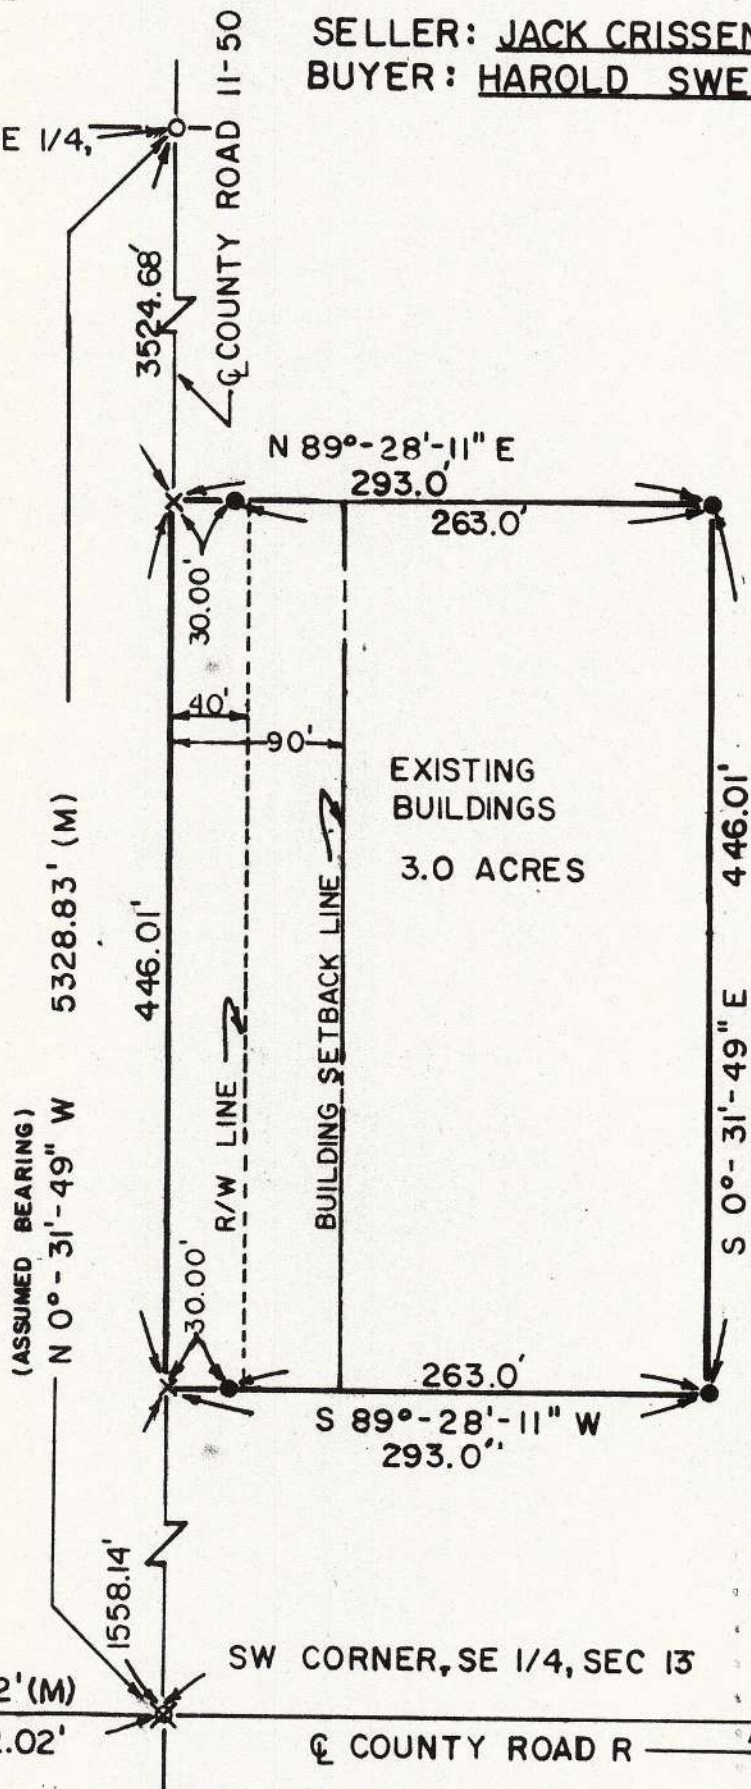 SELLER: JACK CRISSEN
BUYER: HAROLD SWE
COUNTY ROAD 11-50
E 1/4,
3524.68'
℄
N 89°-28'-11" E
293.0'
263.0'
30.00'
40'
90'
EXISTING
BUILDINGS
3.0 ACRES
446.01'
5328.83' (M)
446.01'
BUILDING SETBACK LINE
R/W LINE
S 0°-31'-49" E
(ASSUMED BEARING)
N 0°-31'-49" W
30.00'
263.0'
S 89°-28'-11" W
293.0'
1558.14'
SW CORNER, SE 1/4, SEC 13
2'(M)
.02'
℄ COUNTY ROAD R